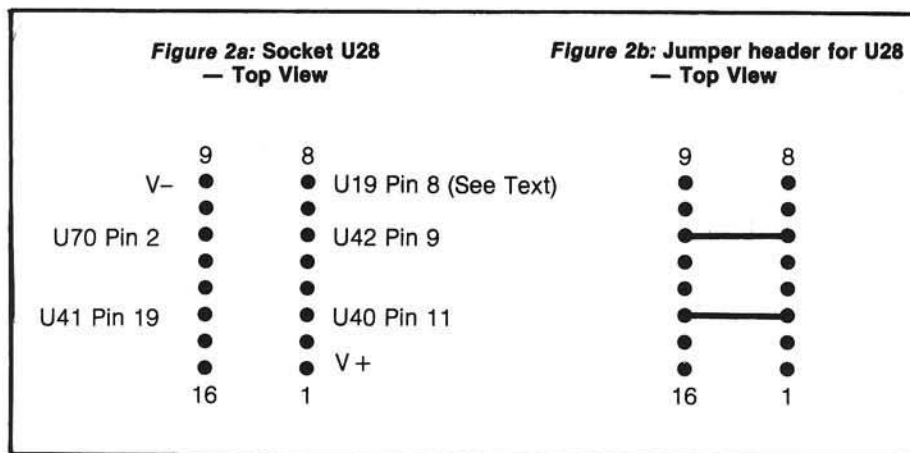 Figure 2a: Socket U28
— Top View
9 8
V– U19 Pin 8 (See Text)
U70 Pin 2 U42 Pin 9
U41 Pin 19 U40 Pin 11
V +
16 1
Figure 2b: Jumper header for U28
— Top View
9 8
16 1